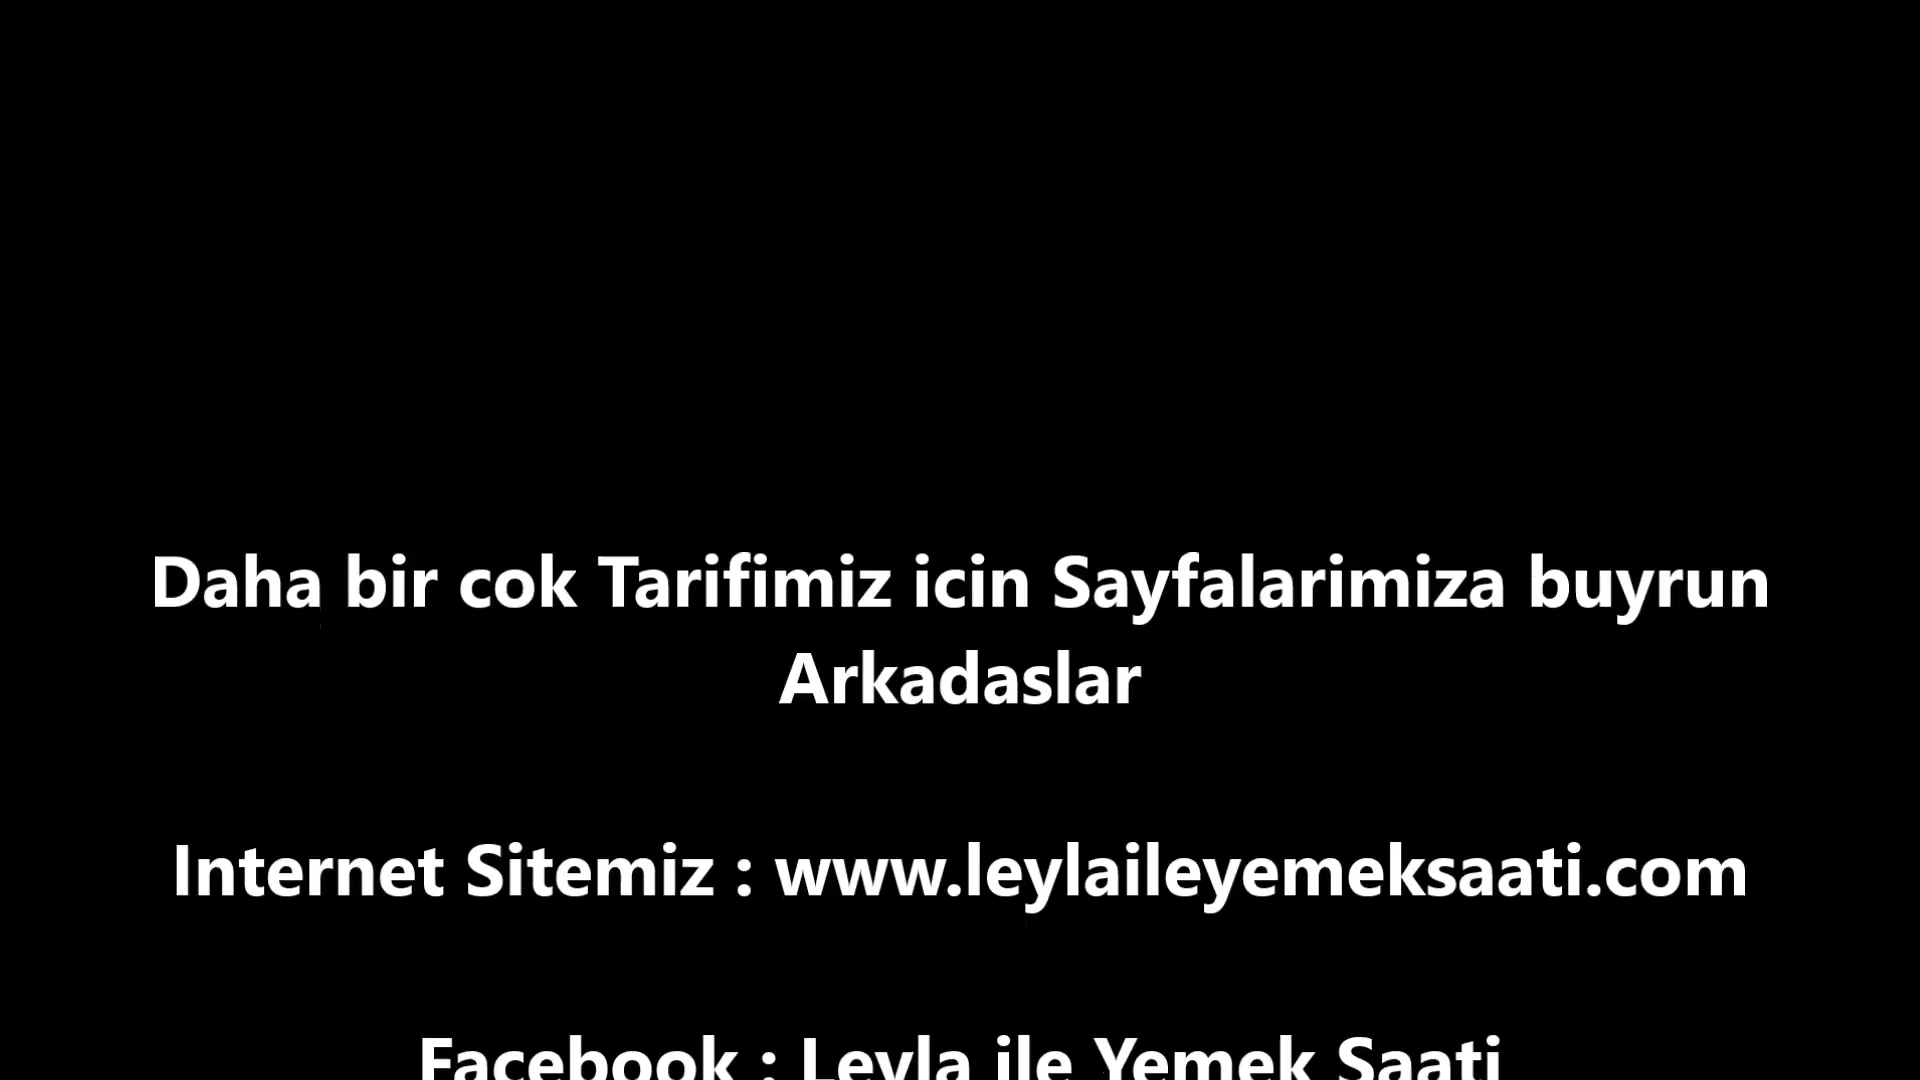 Daha bir cok Tarifimiz icin Sayfalarimiza buyrun
Arkadaslar
Internet Sitemiz : www.leylaileyemeksaati.com
Facebook : Leyla ile Yemek Saati